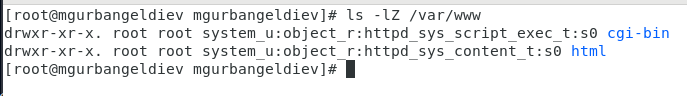 [root@mgurbangeldiev mgurbangeldiev]# ls -lZ /var/www
drwxr-xr-x. root root system_u:object_r:httpd_sys_script_exec_t:s0 cgi-bin
drwxr-xr-x. root root system_u:object_r:httpd_sys_content_t:s0 html
[root@mgurbangeldiev mgurbangeldiev]#